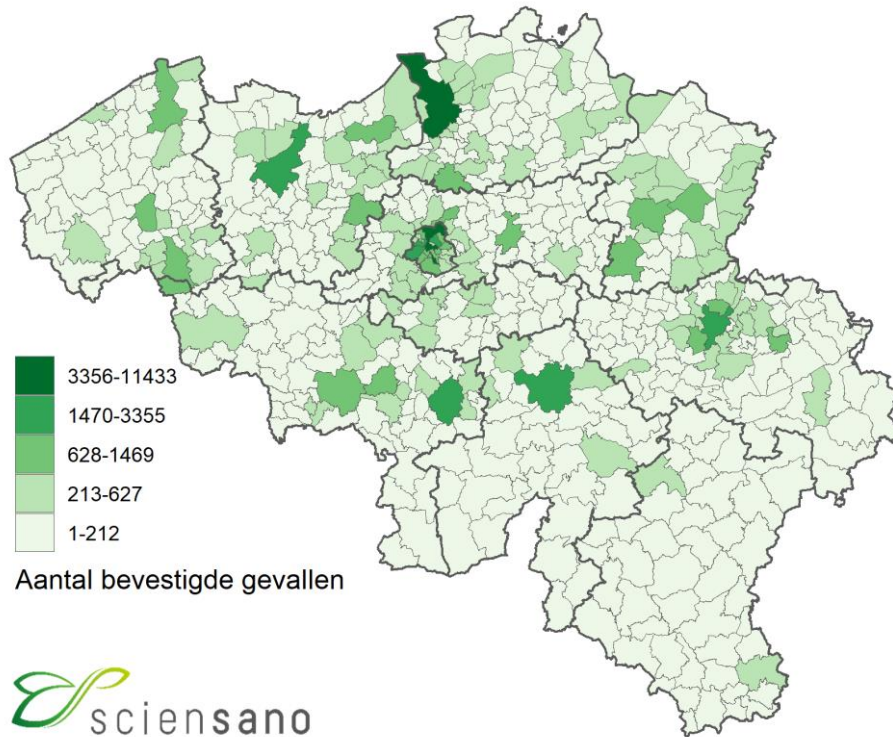 3356-11433
1470-3355
628-1469
213-627
1-212
Aantal bevestigde gevallen
sciensano